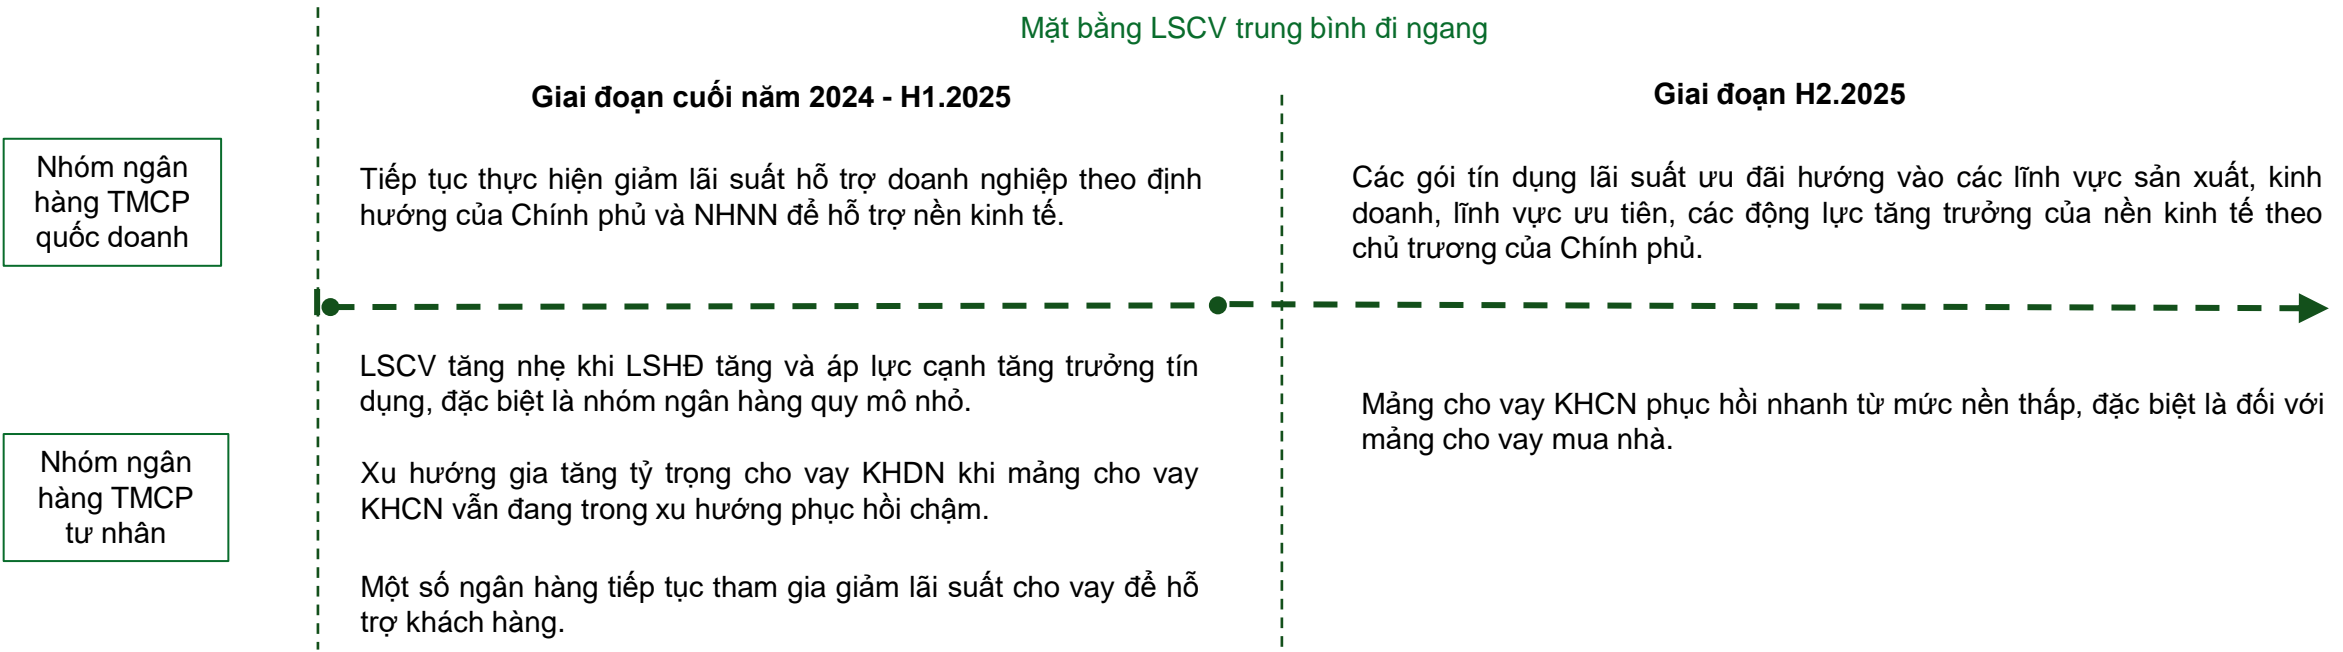 Mặt bằng LSCV trung bình đi ngang
Giai đoạn cuối năm 2024 - H1.2025
Giai đoạn H2.2025
Nhóm ngân
hàng TMCP
quốc doanh
Tiếp tục thực hiện giảm lãi suất hỗ trợ doanh nghiệp theo định
hướng của Chính phủ và NHNN để hỗ trợ nền kinh tế.
Các gói tín dụng lãi suất ưu đãi hướng vào các lĩnh vực sản xuất, kinh
doanh, lĩnh vực ưu tiên, các động lực tăng trưởng của nền kinh tế theo
chủ trương của Chính phủ.
Nhóm ngân
hàng TMCP
tư nhân
LSCV tăng nhẹ khi LSHĐ tăng và áp lực cạnh tăng trưởng tín
dụng, đặc biệt là nhóm ngân hàng quy mô nhỏ.
Xu hướng gia tăng tỷ trọng cho vay KHDN khi mảng cho vay
KHCN vẫn đang trong xu hướng phục hồi chậm.
Một số ngân hàng tiếp tục tham gia giảm lãi suất cho vay để hỗ
trợ khách hàng.
Mảng cho vay KHCN phục hồi nhanh từ mức nền thấp, đặc biệt là đối với
mảng cho vay mua nhà.